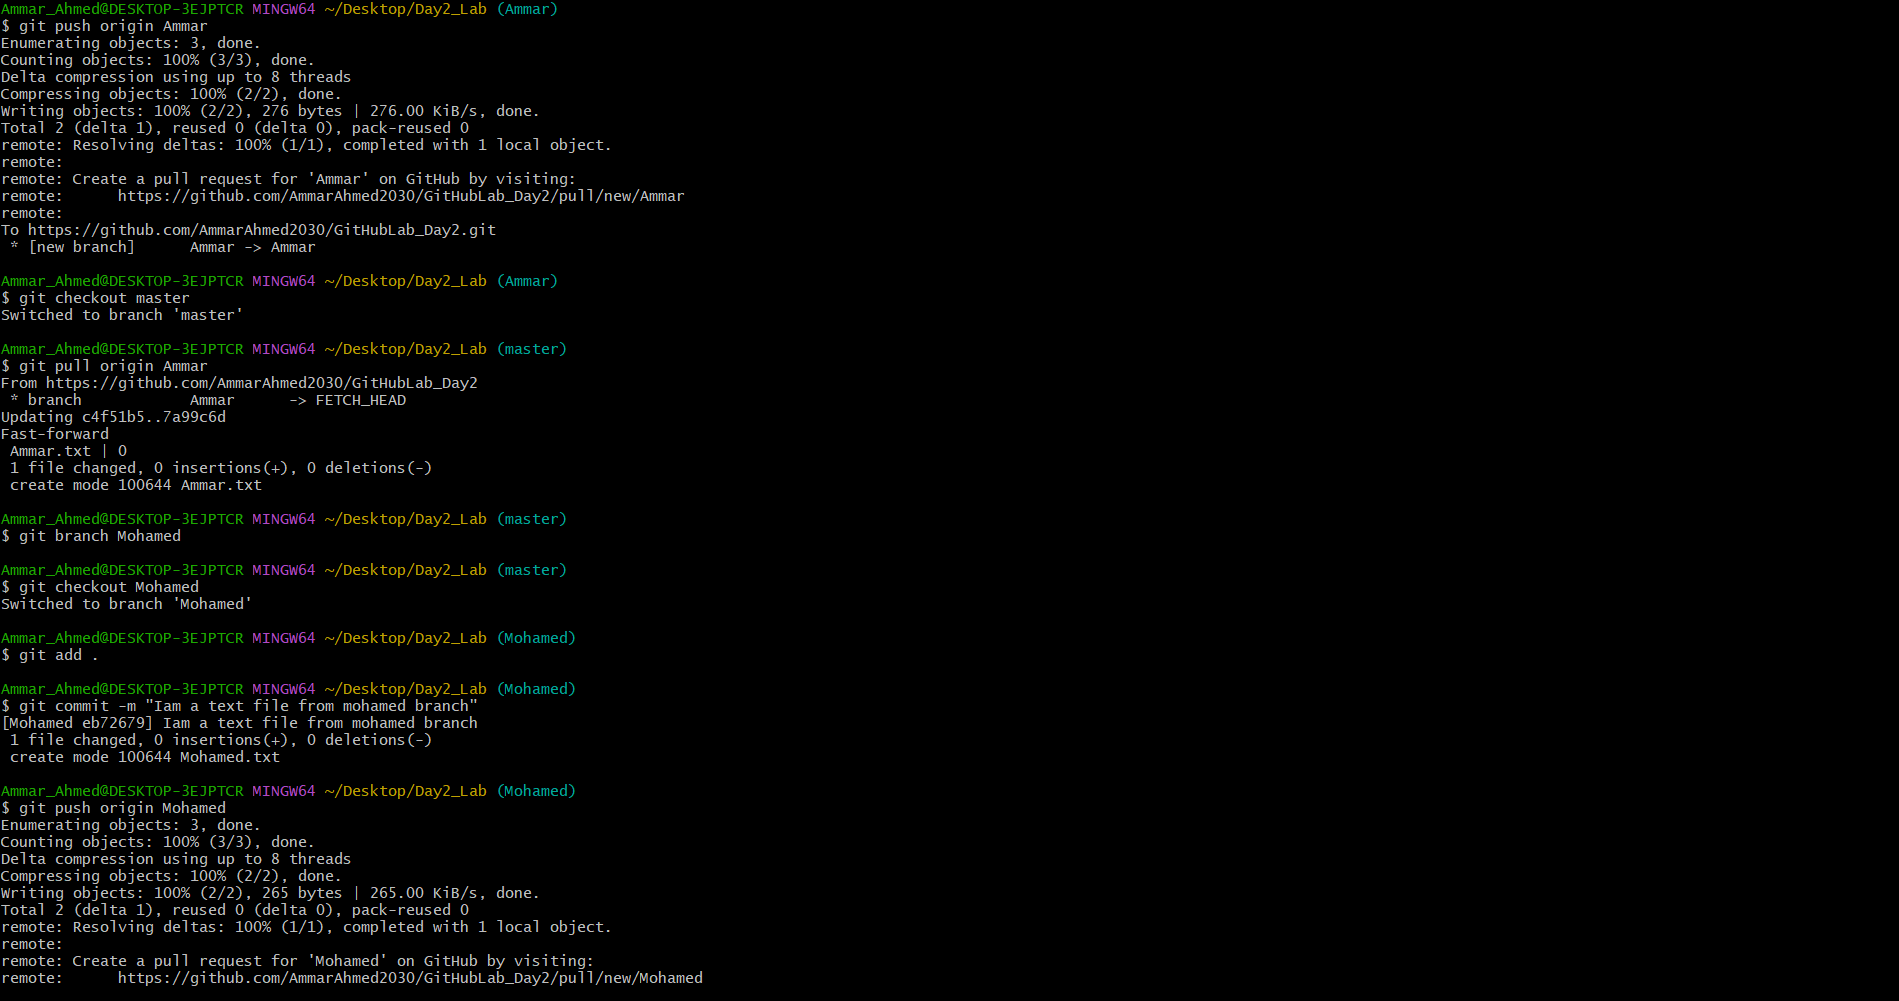 Ammar_Ahmed@DESKTOP-3EJPTCR MINGW64 ~/Desktop/Day2_Lab (Ammar)
$ git push origin Ammar
Enumerating objects: 3, done.
Counting objects: 100% (3/3), done.
Delta compression using up to 8 threads
Compressing objects: 100% (2/2), done.
Writing objects: 100% (2/2), 276 bytes | 276.00 KiB/s, done.
Total 2 (delta 1), reused 0 (delta 0), pack-reused 0
remote: Resolving deltas: 100% (1/1), completed with 1 local object.
remote:
remote: Create a pull request for 'Ammar' on GitHub by visiting:
remote:      https://github.com/AmmarAhmed2030/GitHubLab_Day2/pull/new/Ammar
remote:
To https://github.com/AmmarAhmed2030/GitHubLab_Day2.git
 * [new branch]      Ammar -> Ammar

Ammar_Ahmed@DESKTOP-3EJPTCR MINGW64 ~/Desktop/Day2_Lab (Ammar)
$ git checkout master
Switched to branch 'master'

Ammar_Ahmed@DESKTOP-3EJPTCR MINGW64 ~/Desktop/Day2_Lab (master)
$ git pull origin Ammar
From https://github.com/AmmarAhmed2030/GitHubLab_Day2
 * branch            Ammar      -> FETCH_HEAD
Updating c4f51b5..7a99c6d
Fast-forward
 Ammar.txt | 0
 1 file changed, 0 insertions(+), 0 deletions(-)
 create mode 100644 Ammar.txt

Ammar_Ahmed@DESKTOP-3EJPTCR MINGW64 ~/Desktop/Day2_Lab (master)
$ git branch Mohamed

Ammar_Ahmed@DESKTOP-3EJPTCR MINGW64 ~/Desktop/Day2_Lab (master)
$ git checkout Mohamed
Switched to branch 'Mohamed'

Ammar_Ahmed@DESKTOP-3EJPTCR MINGW64 ~/Desktop/Day2_Lab (Mohamed)
$ git add .

Ammar_Ahmed@DESKTOP-3EJPTCR MINGW64 ~/Desktop/Day2_Lab (Mohamed)
$ git commit -m "Iam a text file from mohamed branch"
[Mohamed eb72679] Iam a text file from mohamed branch
 1 file changed, 0 insertions(+), 0 deletions(-)
 create mode 100644 Mohamed.txt

Ammar_Ahmed@DESKTOP-3EJPTCR MINGW64 ~/Desktop/Day2_Lab (Mohamed)
$ git push origin Mohamed
Enumerating objects: 3, done.
Counting objects: 100% (3/3), done.
Delta compression using up to 8 threads
Compressing objects: 100% (2/2), done.
Writing objects: 100% (2/2), 265 bytes | 265.00 KiB/s, done.
Total 2 (delta 1), reused 0 (delta 0), pack-reused 0
remote: Resolving deltas: 100% (1/1), completed with 1 local object.
remote:
remote: Create a pull request for 'Mohamed' on GitHub by visiting:
remote:      https://github.com/AmmarAhmed2030/GitHubLab_Day2/pull/new/Mohamed